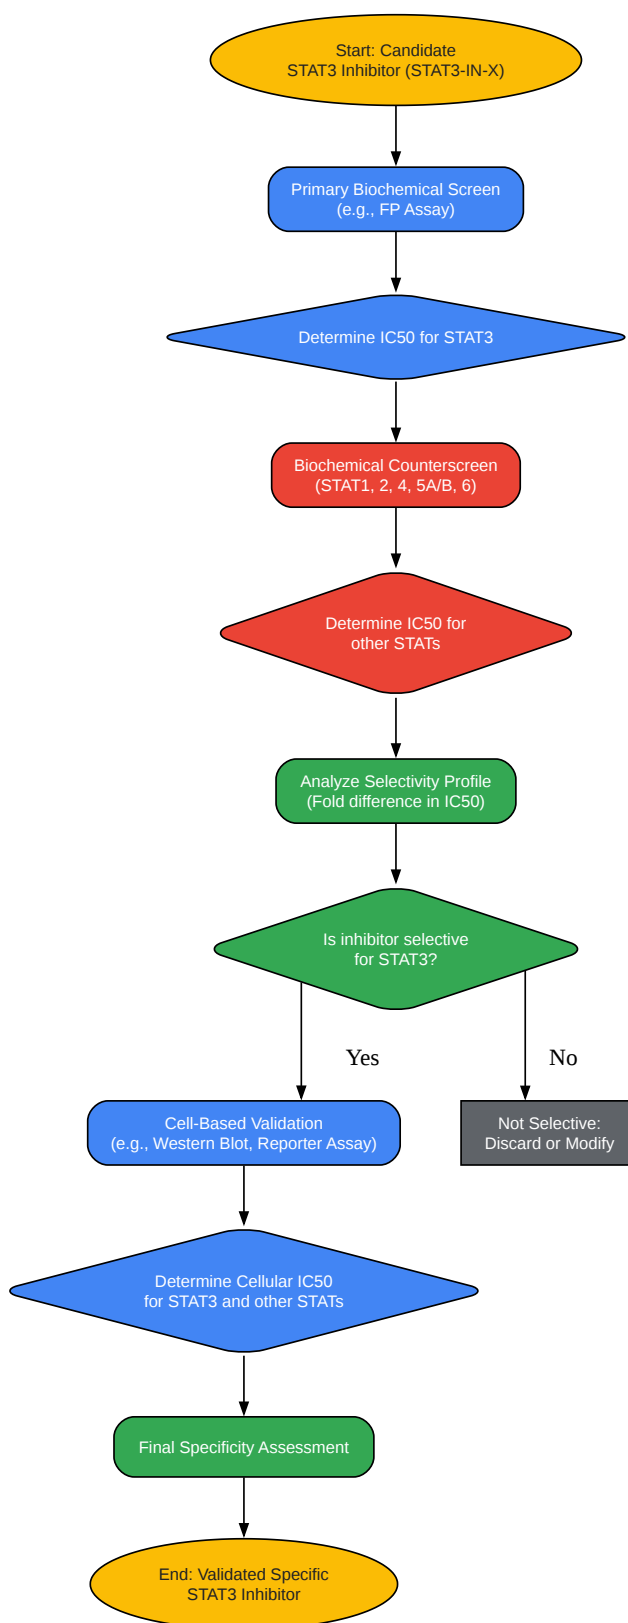 Start: Candidate
STAT3 Inhibitor (STAT3-IN-X)
Primary Biochemical Screen
(e.g., FP Assay)
Determine IC50 for STAT3
Biochemical Counterscreen
(STAT1, 2, 4, 5A/B, 6)
Determine IC50 for
other STATs
Analyze Selectivity Profile
(Fold difference in IC50)
Is inhibitor selective
for STAT3?
Yes
No
Cell-Based Validation
(e.g., Western Blot, Reporter Assay)
Not Selective:
Discard or Modify
Determine Cellular IC50
for STAT3 and other STATs
Final Specificity Assessment
End: Validated Specific
STAT3 Inhibitor